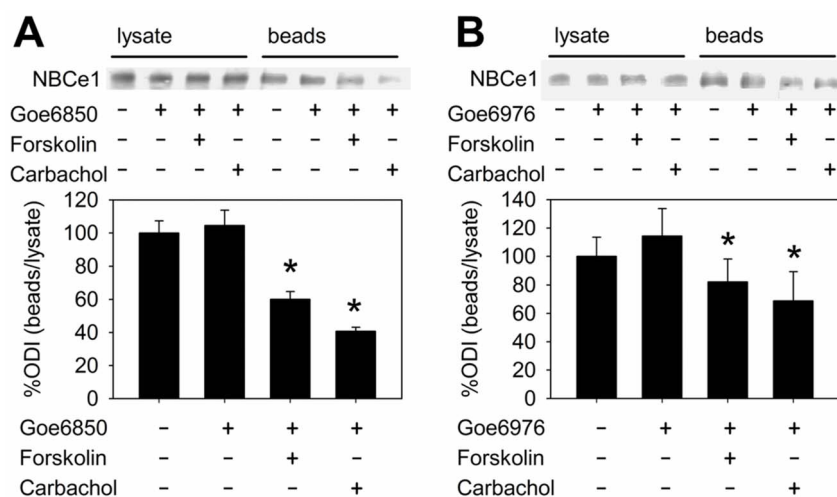 A
lysate beads
NBCe1
Goe6850 – + + + – + + +
Forskolin – – + – – – + –
Carbachol – – – + – – – +
120
100
80
60
40
20
0
%ODI (beads/lysate)
* *
Goe6850 – + + +
Forskolin – – + –
Carbachol – – – +
B
lysate beads
NBCe1
Goe6976 – + + + – + + +
Forskolin – – + – – – + –
Carbachol – – – + – – – +
140
120
100
80
60
40
20
0
%ODI (beads/lysate)
* *
Goe6976 – + + +
Forskolin – – + –
Carbachol – – – +